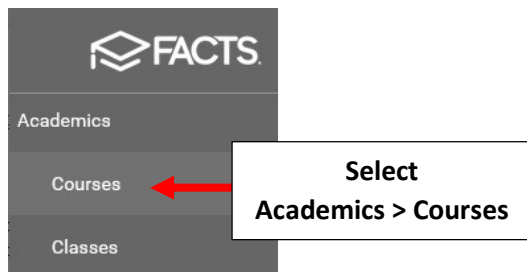 FACTS.
Academics
Courses
Select
Academics > Courses
Classes